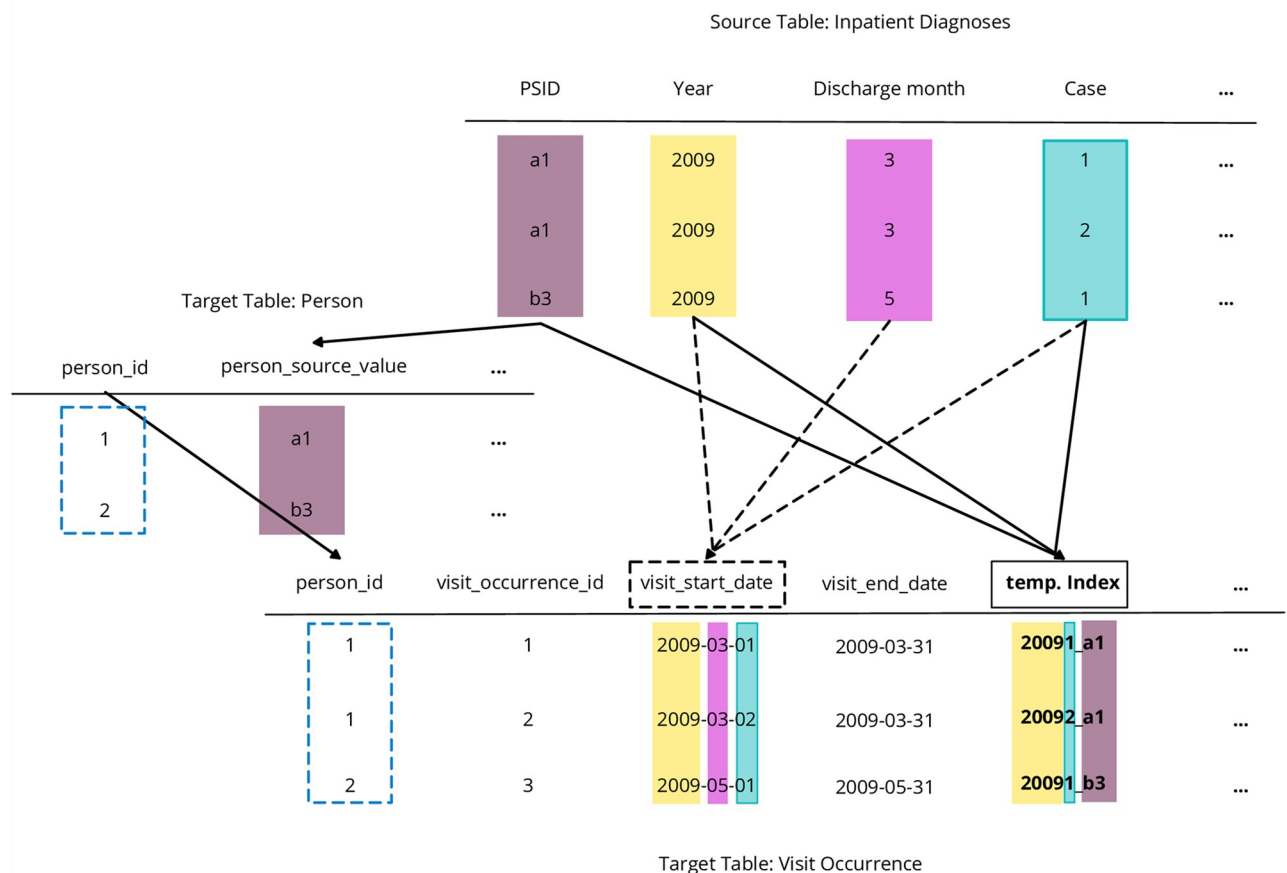 Source Table: Inpatient Diagnoses
PSID Year Discharge month Case ...
a1 2009 3 1 ...
a1 2009 3 2 ...
b3 2009 5 1 ...
Target Table: Person
person_id person_source_value ...
1 a1 ...
2 b3 ...
person_id visit_occurrence_id visit_start_date visit_end_date temp. Index ...
1 1 2009-03-01 2009-03-31 20091_a1 ...
1 2 2009-03-02 2009-03-31 20092_a1 ...
2 3 2009-05-01 2009-05-31 20091_b3 ...
Target Table: Visit Occurrence